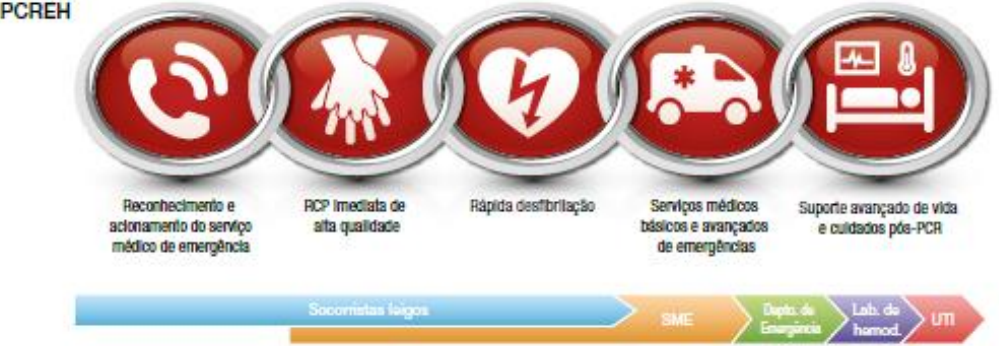 PCREH
Reconhecimento e
acionamento do serviço
médico de emergência
RCP imediata de
alta qualidade
Rápida desfibrilação
Serviços médicos
básicos e avançados
de emergências
Suporte avançado de vida
e cuidados pós-PCR
Socorristas leigos
SME
Depto. de
Emergência
Lab. de
hemod.
UTI